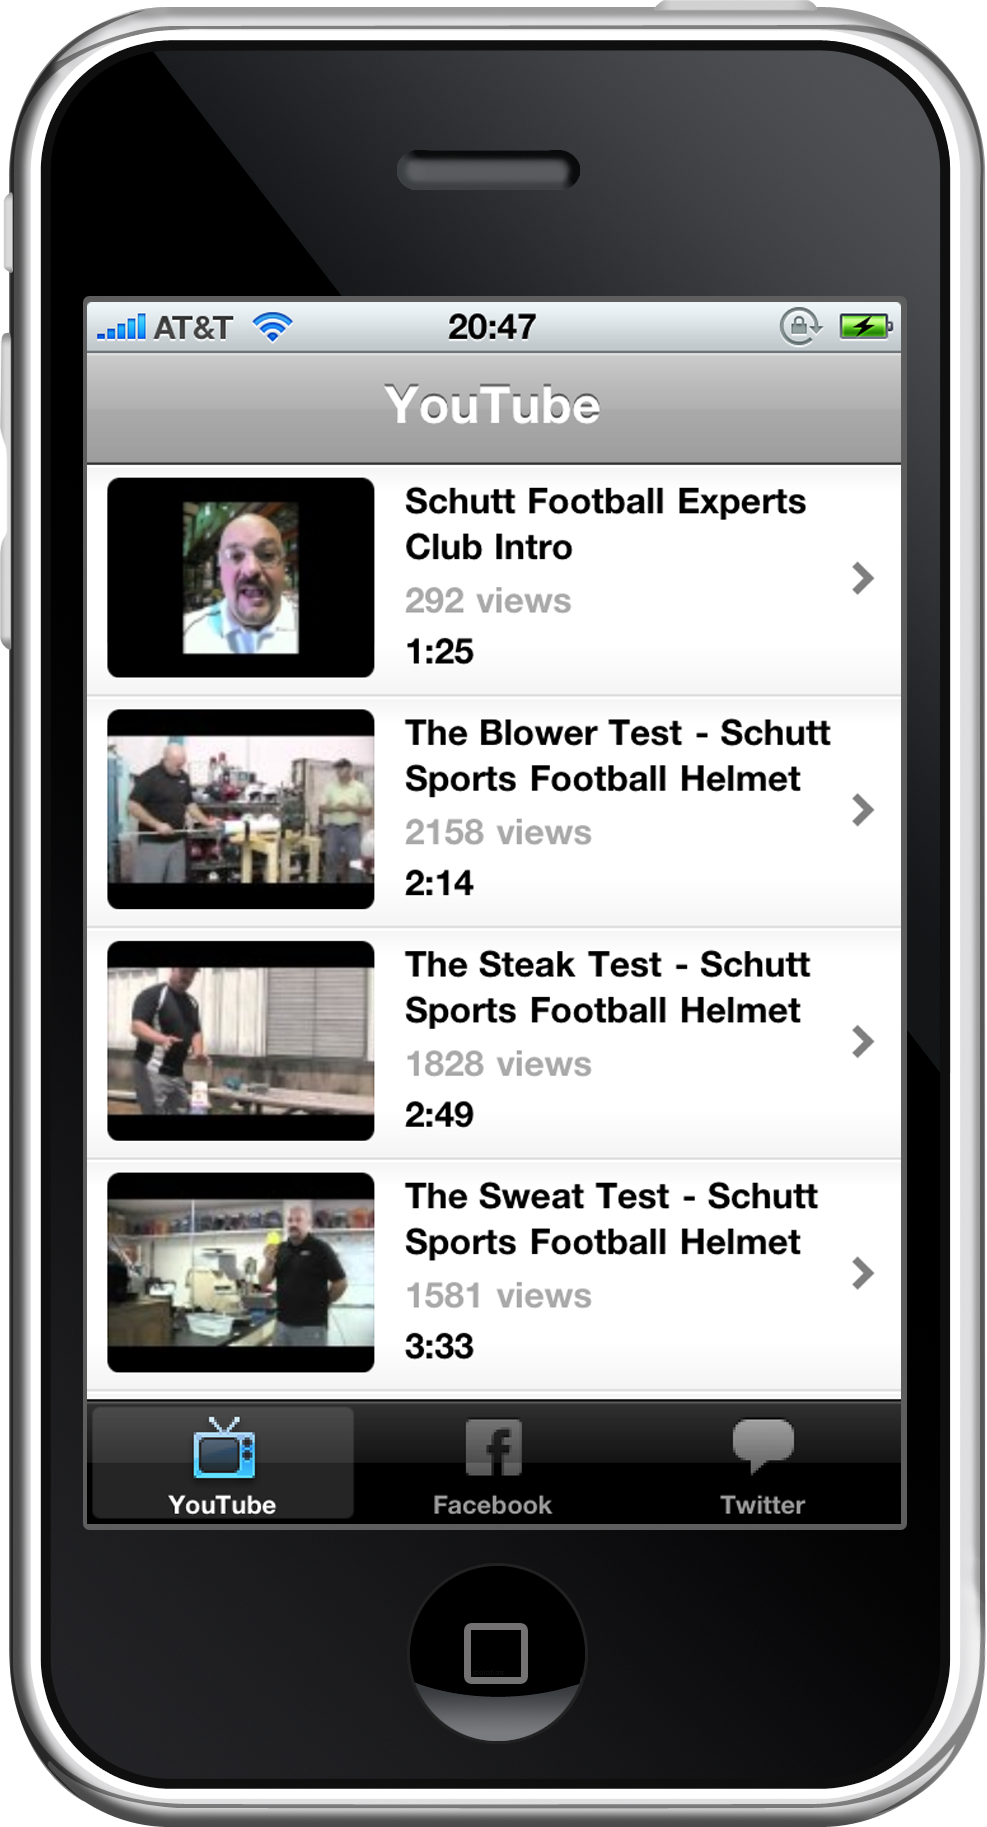 AT&T 20:47
YouTube
Schutt Football Experts
Club Intro
292 views
1:25
The Blower Test - Schutt
Sports Football Helmet
2158 views
2:14
The Steak Test - Schutt
Sports Football Helmet
1828 views
2:49
The Sweat Test - Schutt
Sports Football Helmet
1581 views
3:33
YouTube Facebook Twitter